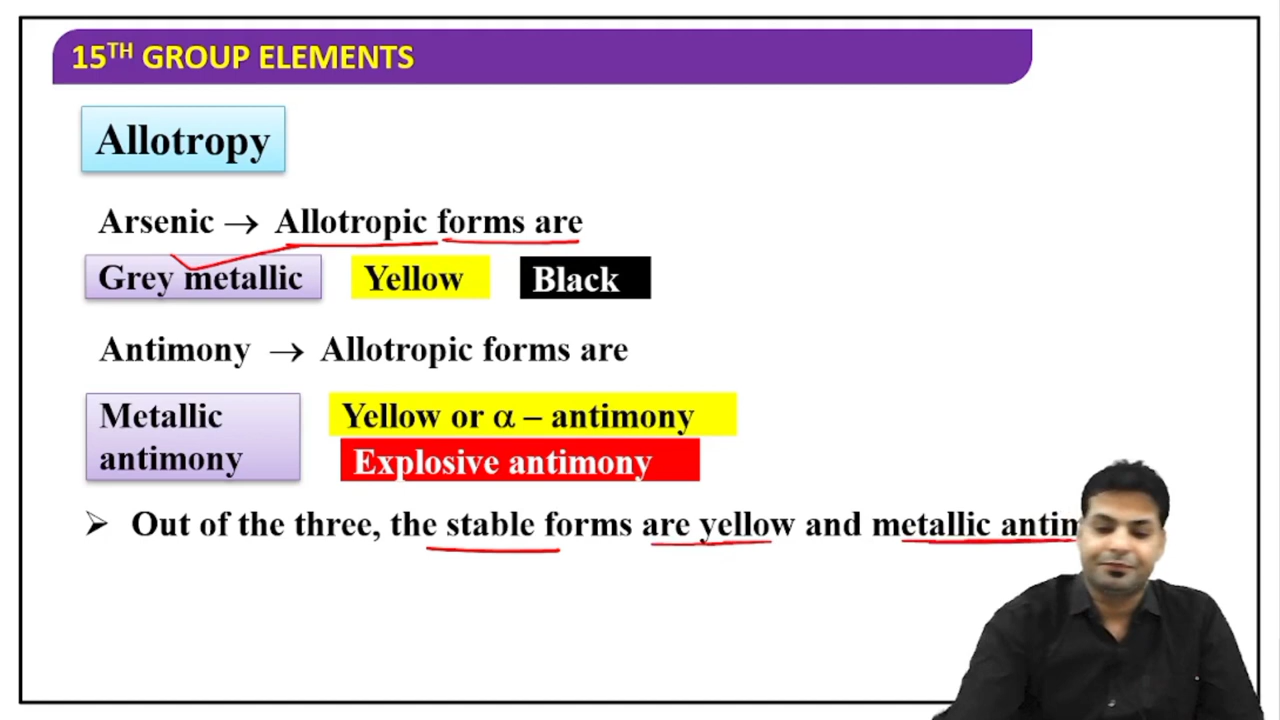 15TH GROUP ELEMENTS
Allotropy
Arsenic → Allotropic forms are
Grey metallic Yellow Black
Antimony → Allotropic forms are
Metallic antimony
Yellow or α – antimony
Explosive antimony
➢ Out of the three, the stable forms are yellow and metallic